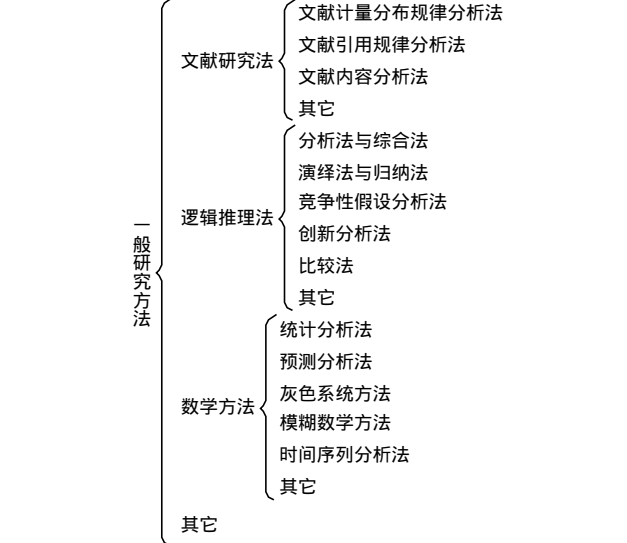 一般研究方法
文献研究法
文献计量分布规律分析法
文献引用规律分析法
文献内容分析法
其它
逻辑推理法
分析法与综合法
演绎法与归纳法
竞争性假设分析法
创新分析法
比较法
其它
数学方法
统计分析法
预测分析法
灰色系统方法
模糊数学方法
时间序列分析法
其它
其它